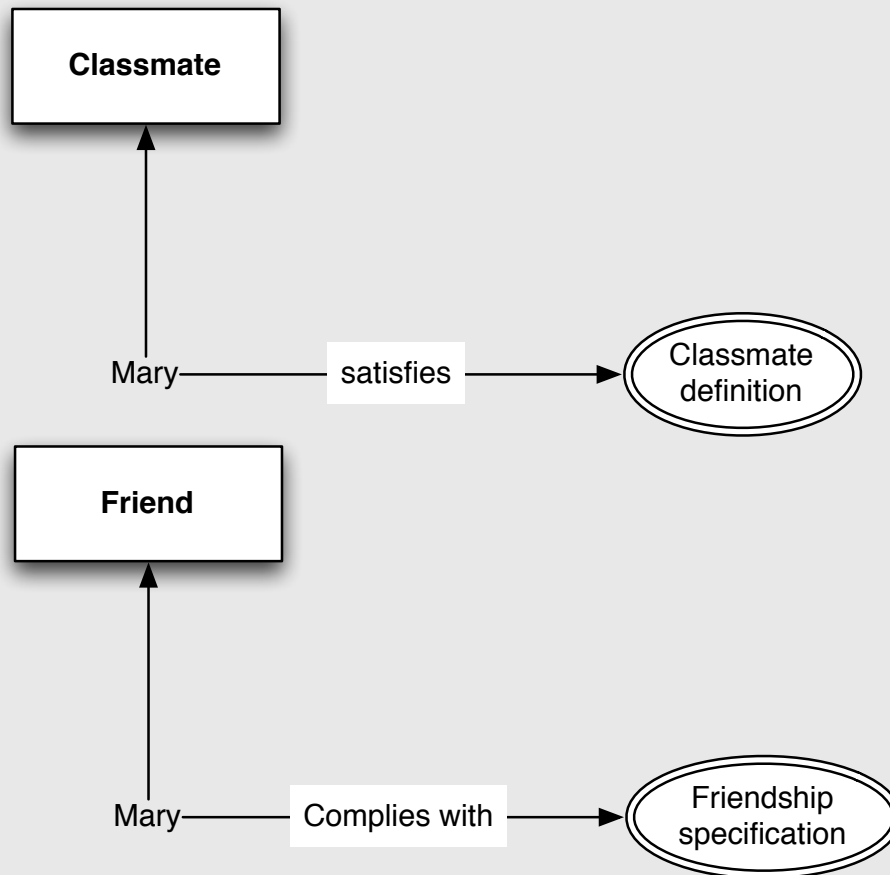 Classmate
Mary
satisfies
Classmate
definition
Friend
Mary
Complies with
Friendship
specification